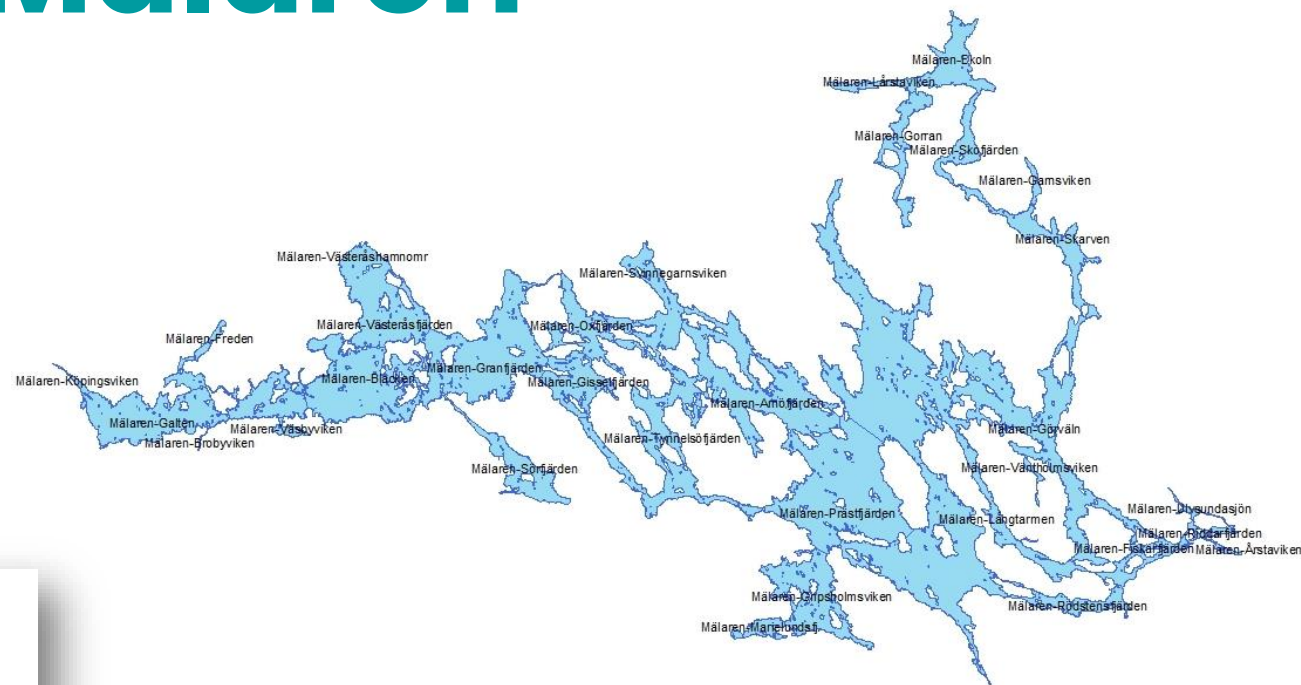 Mälaren
Mälaren-Ekoln
Mälaren-Lårstaviken
Mälaren-Gorran
Mälaren-Skofjärden
Mälaren-Garnsviken
Mälaren-Skarven
Mälaren-Västeråshamnomr
Mälaren-Svinnegarnsviken
Mälaren-Västeråsfjärden
Mälaren-Oxfjärden
Mälaren-Freden
Mälaren-Granfjärden
Mälaren-Blacken
Mälaren-Köpingsviken
Mälaren-Gisselfjärden
Mälaren-Arnöfjärden
Mälaren-Galten
Mälaren-Väsbyviken
Mälaren-Görväln
Mälaren-Brobyviken
Mälaren-Tynnelsöfjärden
Mälaren-Sörfjärden
Mälaren-Väntholmsviken
Mälaren-Prästfjärden
Mälaren-Långtarmen
Mälaren-Ulvsundasjön
Mälaren-Riddarfjärden
Mälaren-Fiskarfjärden
Mälaren-Årstaviken
Mälaren-Gripsholmsviken
Mälaren-Rödstensfjärden
Mälaren-Marielundsfj.